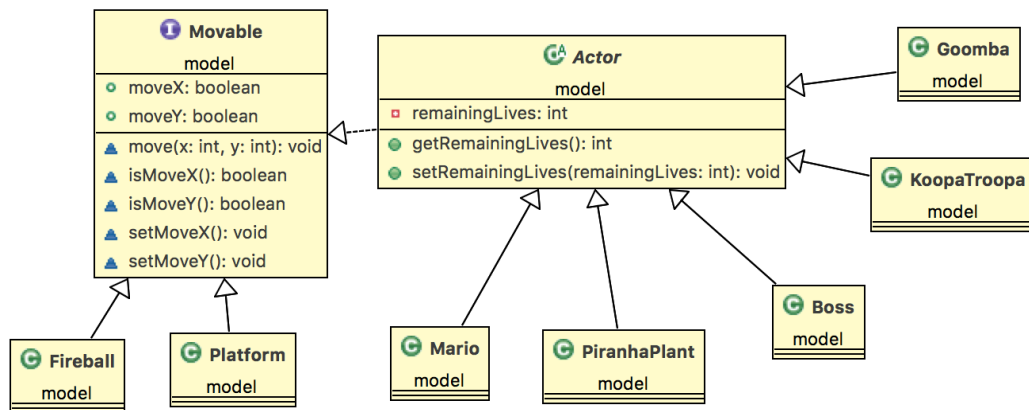 Movable
model
moveX: boolean
moveY: boolean
move(x: int, y: int): void
isMoveX(): boolean
isMoveY(): boolean
setMoveX(): void
setMoveY(): void
Actor
model
remainingLives: int
getRemainingLives(): int
setRemainingLives(remainingLives: int): void
Goomba
model
KoopaTroopa
model
Fireball
model
Platform
model
Mario
model
PiranhaPlant
model
Boss
model